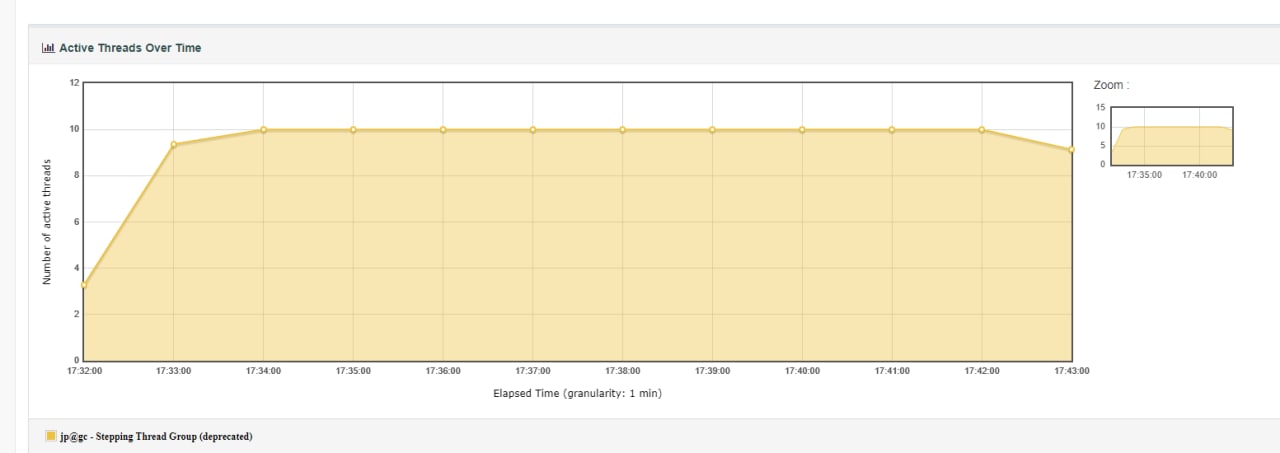 Active Threads Over Time
Zoom :
12
10
8
6
4
2
0
Number of active threads
17:32:00 17:33:00 17:34:00 17:35:00 17:36:00 17:37:00 17:38:00 17:39:00 17:40:00 17:41:00 17:42:00 17:43:00
Elapsed Time (granularity: 1 min)
15
10
5
0
17:35:00 17:40:00
jp@gc - Stepping Thread Group (deprecated)